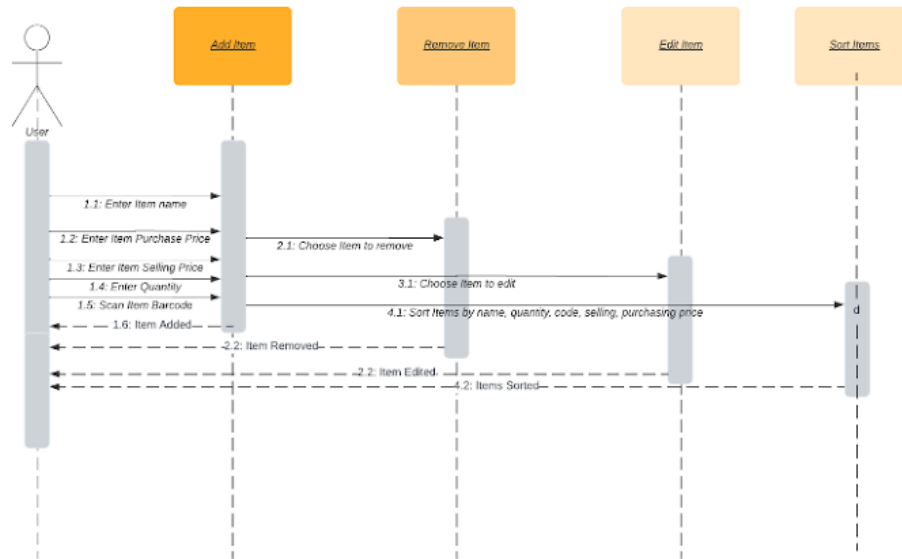 Add Item
Remove Item
Edit Item
Sort Items
User
1.1: Enter Item name
1.2: Enter Item Purchase Price
2.1: Choose Item to remove
1.3: Enter Item Selling Price
3.1: Choose Item to edit
1.4: Enter Quantity
1.5: Scan Item Barcode
4.1: Sort Items by name, quantity, code, selling, purchasing price
d
1.6: Item Added
2.2: Item Removed
2.2: Item Edited
4.2: Items Sorted